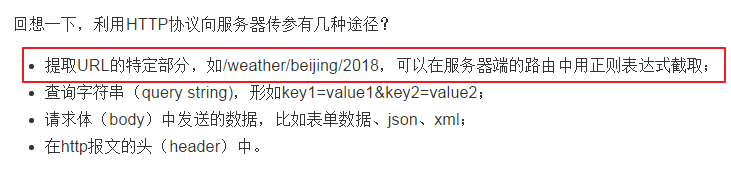 回想一下，利用HTTP协议向服务器传参有几种途径？
提取URL的特定部分，如/weather/beijing/2018，可以在服务器端的路由中用正则表达式截取；
查询字符串（query string)，形如key1=value1&key2=value2；
请求体（body）中发送的数据，比如表单数据、json、xml；
在http报文的头（header）中。